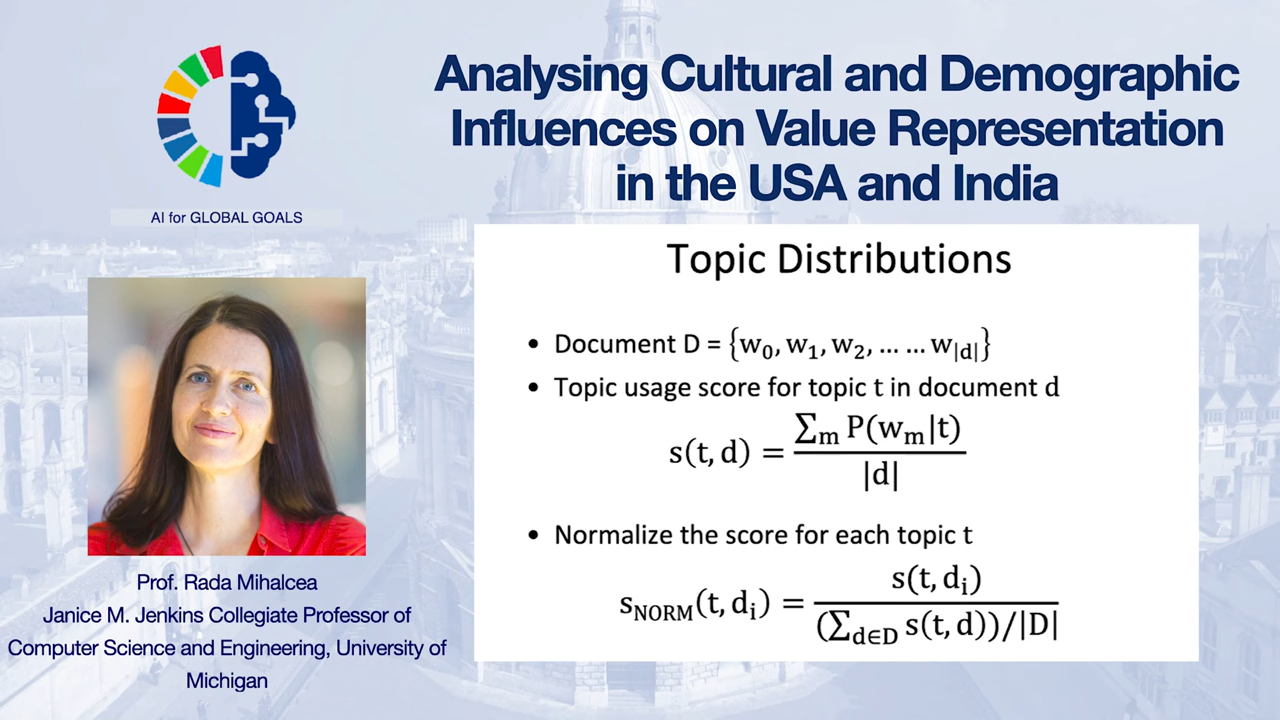 Analysing Cultural and Demographic
Influences on Value Representation
in the USA and India
AI for GLOBAL GOALS
Topic Distributions
• Document D = {w₀, w₁, w₂, … … w|d|}
• Topic usage score for topic t in document d
s(t, d) = ∑ₘ P(wₘ|t) / |d|
• Normalize the score for each topic t
sNORM(t, dᵢ) = s(t, dᵢ) / (∑d∈D s(t, d))/|D|
Prof. Rada Mihalcea
Janice M. Jenkins Collegiate Professor of
Computer Science and Engineering, University of
Michigan